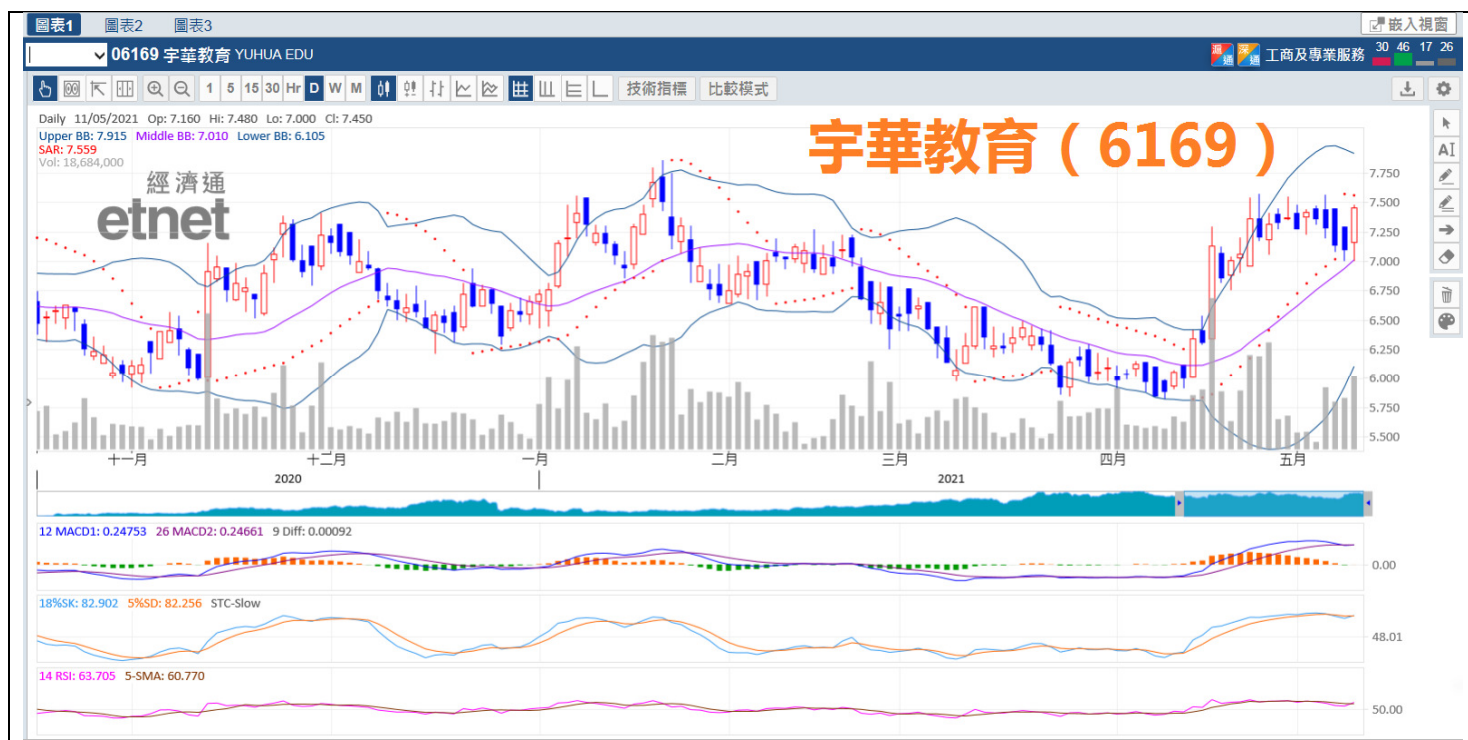 圖表1 圖表2 圖表3 嵌入視窗
06169 宇華教育 YUHUA EDU 滬通 深通 工商及專業服務 30 46 17 26
1 5 15 30 Hr D W M 技術指標 比較模式
Daily 11/05/2021 Op: 7.160 Hi: 7.480 Lo: 7.000 Cl: 7.450
Upper BB: 7.915 Middle BB: 7.010 Lower BB: 6.105
SAR: 7.559
Vol: 18,684,000
宇華教育（6169）
經濟通
etnet
AI
7.750
7.500
7.250
7.000
6.750
6.500
6.250
6.000
5.750
5.500
十一月 十二月 一月 二月 三月 四月 五月
2020 2021
12 MACD1: 0.24753 26 MACD2: 0.24661 9 Diff: 0.00092
0.00
18%SK: 82.902 5%SD: 82.256 STC-Slow
48.01
14 RSI: 63.705 5-SMA: 60.770
50.00